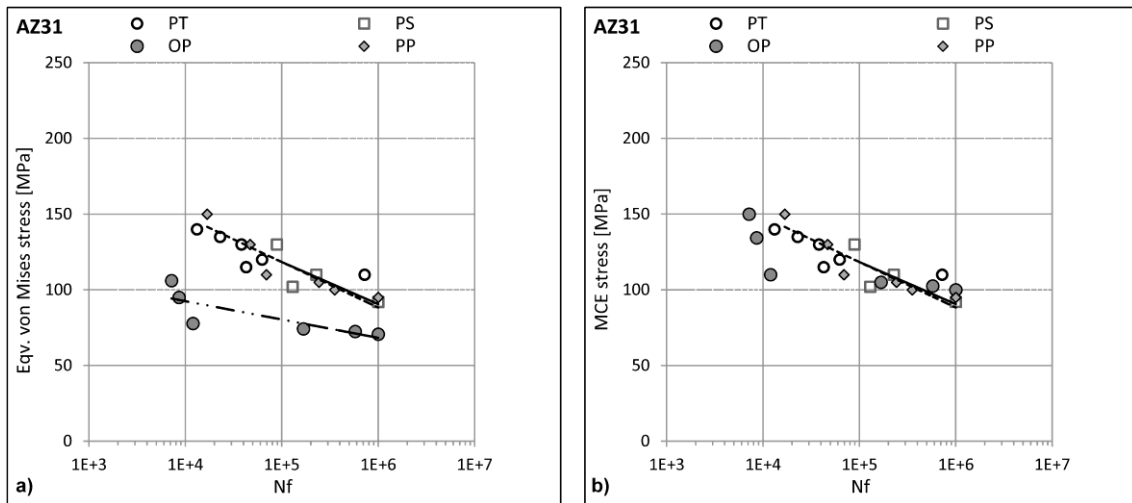 AZ31
PT PS
OP PP
250
200
150
100
50
0
Eqv. von Mises stress [MPa]
1E+3 1E+4 1E+5 1E+6 1E+7
Nf
a)
AZ31
PT PS
OP PP
250
200
150
100
50
0
MCE stress [MPa]
1E+3 1E+4 1E+5 1E+6 1E+7
Nf
b)